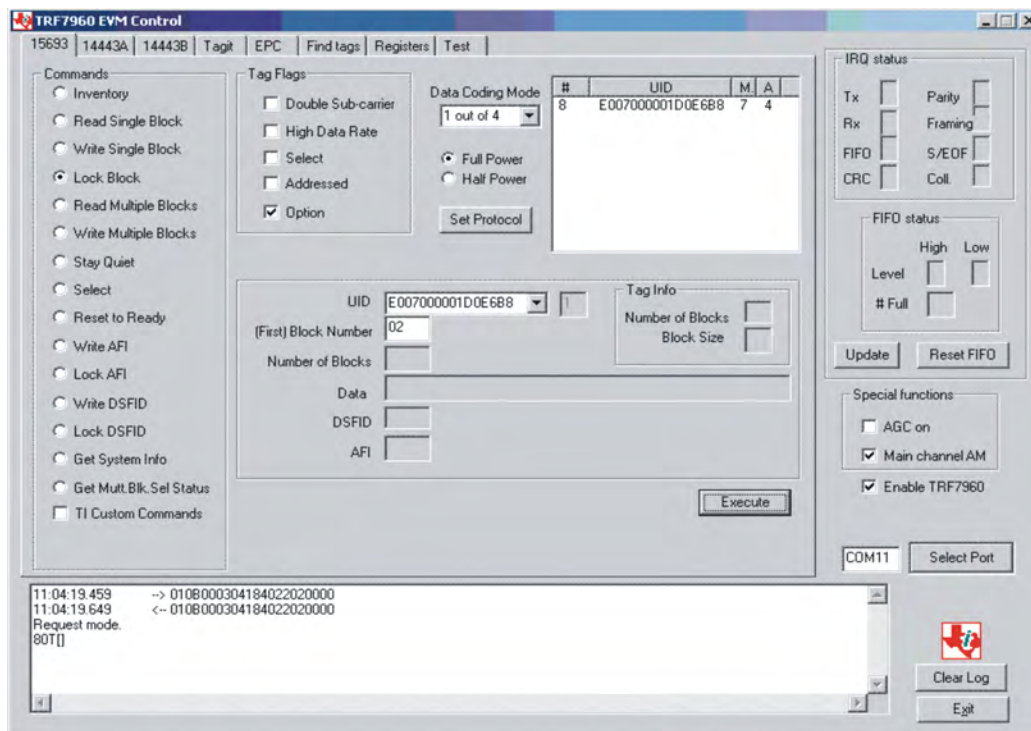 TRF7960 EVM Control
15693 14443A 14443B Tagit EPC Find tags Registers Test
Commands
Inventory
Read Single Block
Write Single Block
Lock Block
Read Multiple Blocks
Write Multiple Blocks
Stay Quiet
Select
Reset to Ready
Write AFI
Lock AFI
Write DSFID
Lock DSFID
Get System Info
Get Mutt.Blk.Sel Status
TI Custom Commands
Tag Flags
Double Sub-carrier
High Data Rate
Select
Addressed
Option
Data Coding Mode
1 out of 4
Full Power
Half Power
Set Protocol
# UID M. A
8 E007000001D0E6B8 7 4
UID E007000001D0E6B8 1
(First) Block Number 02
Number of Blocks
Data
DSFID
AFI
Tag Info
Number of Blocks
Block Size
Execute
IRQ status
Tx Parity
Rx Framing
FIFO S/EOF
CRC Coll.
FIFO status
High Low
Level
# Full
Update Reset FIFO
Special functions
AGC on
Main channel AM
Enable TRF7960
COM11 Select Port
11:04:19.459 --> 010B000304184022020000
11:04:19.649 <-- 010B000304184022020000
Request mode.
80T[]
Clear Log
Exit